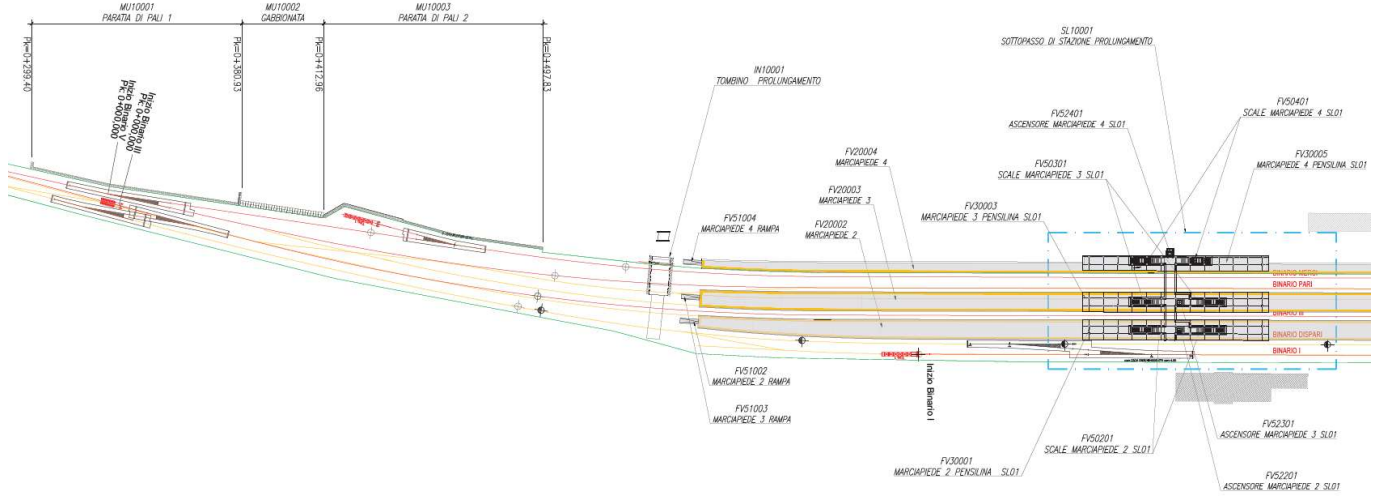 MU10001
PARATIA DI PALI 1
MU10002
GABBIONATA
MU10003
PARATIA DI PALI 2
Pk=0+299.40
Pk=0+380.93
Pk=0+412.96
Pk=0+497.83
Inizio Binario III
PK: 0+000,000
Inizio Binario V
PK: 0+000,000
IN10001
TOMBINO PROLUNGAMENTO
SL10001
SOTTOPASSO DI STAZIONE PROLUNGAMENTO
FV50401
SCALE MARCIAPIEDE 4 SL01
FV52401
ASCENSORE MARCIAPIEDE 4 SL01
FV30005
MARCIAPIEDE 4 PENSILINA SL01
FV50301
SCALE MARCIAPIEDE 3 SL01
FV20004
MARCIAPIEDE 4
FV20003
MARCIAPIEDE 3
FV30003
MARCIAPIEDE 3 PENSILINA SL01
FV20002
MARCIAPIEDE 2
FV51004
MARCIAPIEDE 4 RAMPA
BINARIO PARI
BINARIO III
BINARIO DISPARI
BINARIO I
Inizio Binario I
FV51002
MARCIAPIEDE 2 RAMPA
FV51003
MARCIAPIEDE 3 RAMPA
FV30001
MARCIAPIEDE 2 PENSILINA SL01
FV50201
SCALE MARCIAPIEDE 2 SL01
FV52301
ASCENSORE MARCIAPIEDE 3 SL01
FV52201
ASCENSORE MARCIAPIEDE 2 SL01